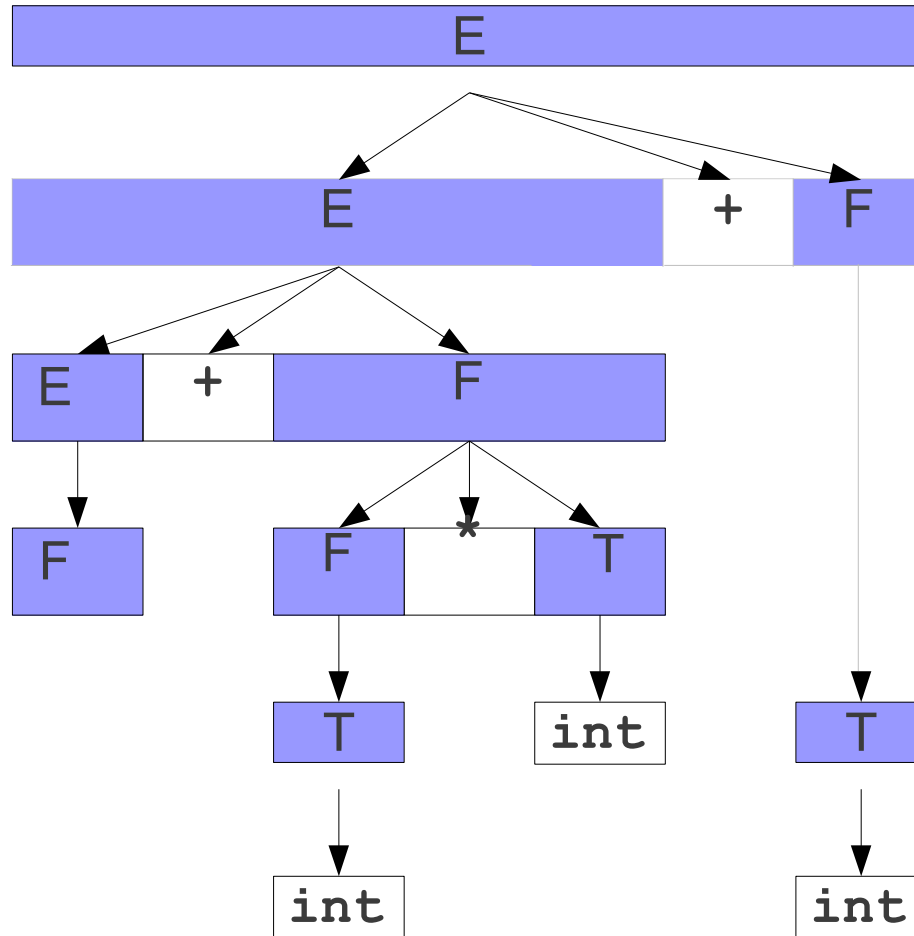 E
E + F
E + F
F F * T
T int T
int int